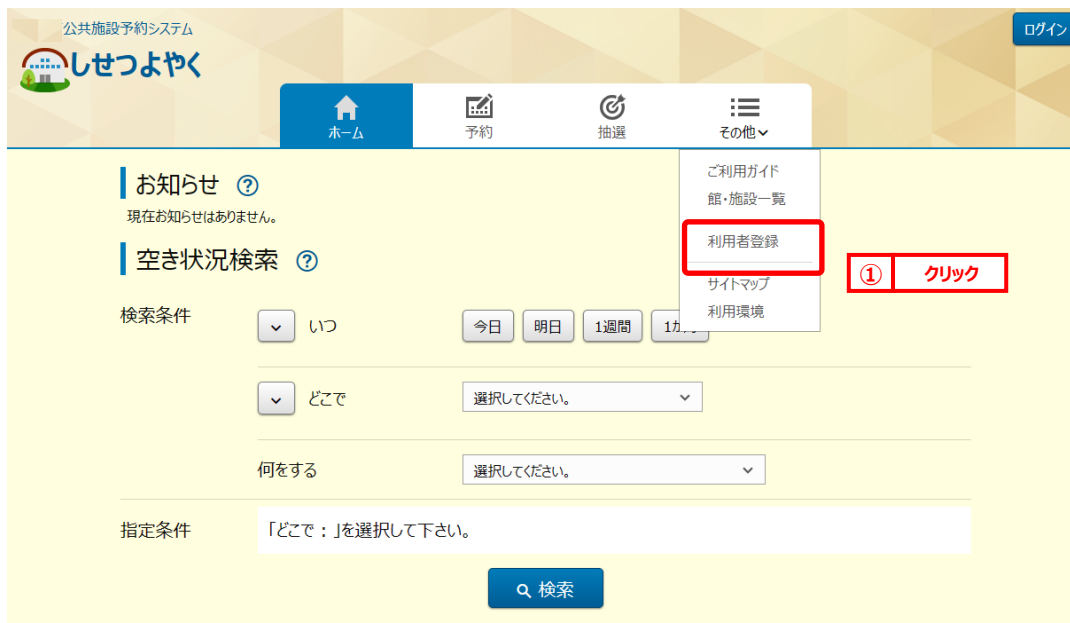 公共施設予約システム
しせつよやく
ログイン
ホーム
予約
抽選
その他
ご利用ガイド
館・施設一覧
利用者登録
サイトマップ
利用環境
① クリック
お知らせ ?
現在お知らせはありません。
空き状況検索 ?
検索条件
いつ
今日 明日 1週間
どこで
選択してください。
何をする
選択してください。
指定条件
「どこで：」を選択して下さい。
検索